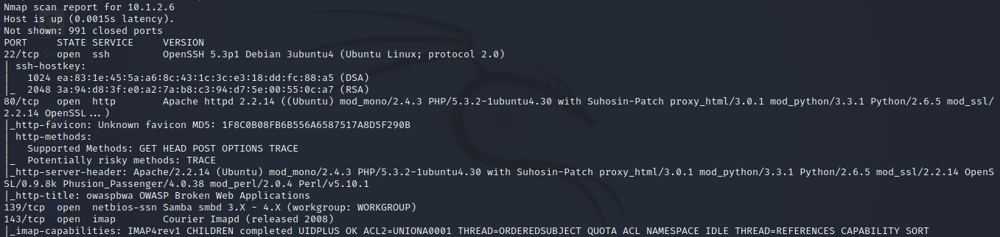 Nmap scan report for 10.1.2.6
Host is up (0.0015s latency).
Not shown: 991 closed ports
PORT     STATE SERVICE     VERSION
22/tcp   open  ssh         OpenSSH 5.3p1 Debian 3ubuntu4 (Ubuntu Linux; protocol 2.0)
| ssh-hostkey:
|   1024 ea:83:1e:45:5a:a6:8c:43:1c:3c:e3:18:dd:fc:88:a5 (DSA)
|_  2048 3a:94:d8:3f:e0:a2:7a:b8:c3:94:d7:5e:00:55:0c:a7 (RSA)
80/tcp   open  http        Apache httpd 2.2.14 ((Ubuntu) mod_mono/2.4.3 PHP/5.3.2-1ubuntu4.30 with Suhosin-Patch proxy_html/3.0.1 mod_python/3.3.1 Python/2.6.5 mod_ssl/
2.2.14 OpenSSL...)
|_http-favicon: Unknown favicon MD5: 1F8C0B08FB6B556A6587517A8D5F290B
| http-methods:
|   Supported Methods: GET HEAD POST OPTIONS TRACE
|_  Potentially risky methods: TRACE
|_http-server-header: Apache/2.2.14 (Ubuntu) mod_mono/2.4.3 PHP/5.3.2-1ubuntu4.30 with Suhosin-Patch proxy_html/3.0.1 mod_python/3.3.1 Python/2.6.5 mod_ssl/2.2.14 OpenS
SL/0.9.8k Phusion_Passenger/4.0.38 mod_perl/2.0.4 Perl/v5.10.1
|_http-title: owaspbwa OWASP Broken Web Applications
139/tcp  open  netbios-ssn Samba smbd 3.X - 4.X (workgroup: WORKGROUP)
143/tcp  open  imap        Courier Imapd (released 2008)
|_imap-capabilities: IMAP4rev1 CHILDREN completed UIDPLUS OK ACL2=UNIONA0001 THREAD=ORDEREDSUBJECT QUOTA ACL NAMESPACE IDLE THREAD=REFERENCES CAPABILITY SORT